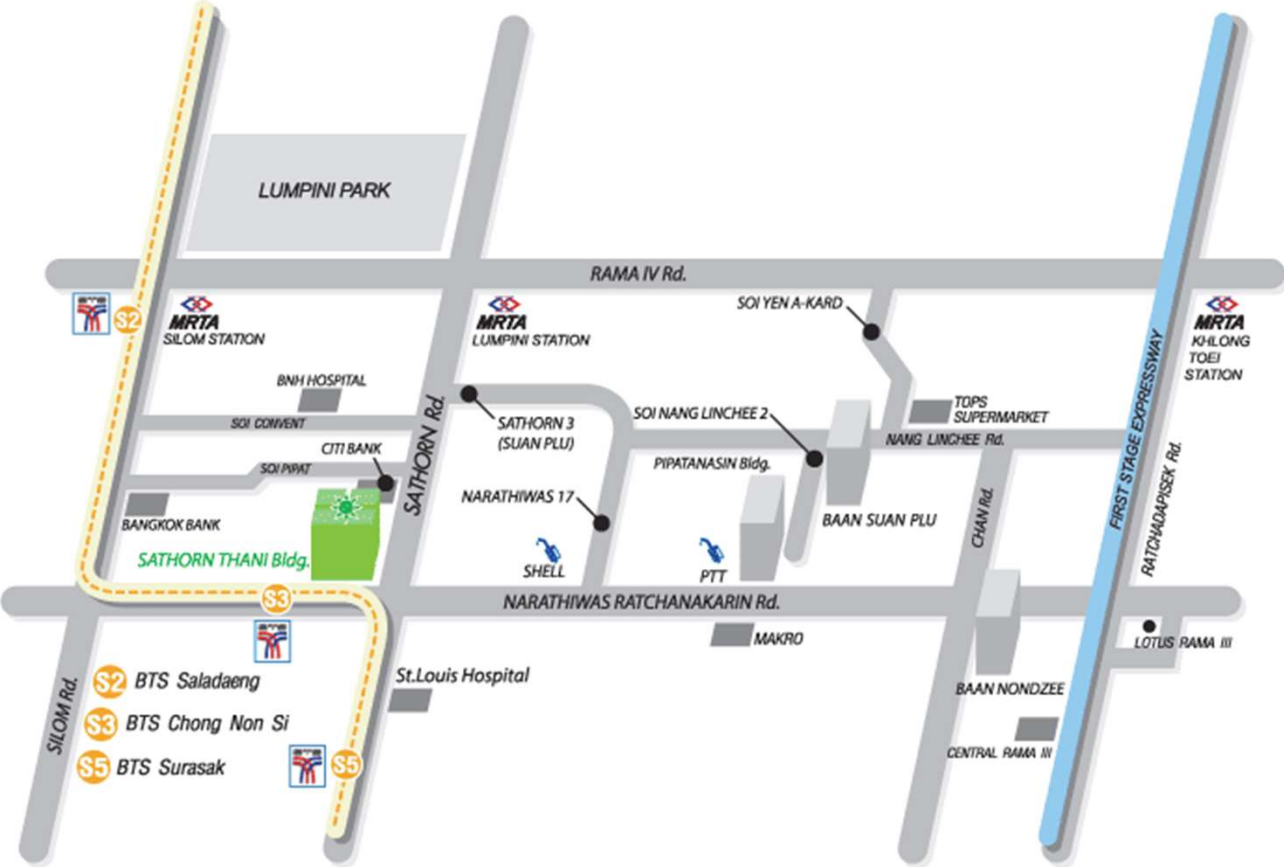 LUMPINI PARK
RAMA IV Rd.
BTS
S2
MRTA
SILOM STATION
MRTA
LUMPINI STATION
SOI YEN A-KARD
MRTA
KHLONG
TOEI
STATION
BNH HOSPITAL
SOI CONVENT
SATHORN Rd.
SATHORN 3
(SUAN PLU)
SOI NANG LINCHEE 2
TOPS
SUPERMARKET
NANG LINCHEE Rd.
FIRST STAGE EXPRESSWAY
RATCHADAPISEK Rd.
CITI BANK
SOI PIPAT
PIPATANASIN Bldg.
NARATHIWAS 17
BANGKOK BANK
BAAN SUAN PLU
CHAN Rd.
SATHORN THANI Bldg.
SHELL
PTT
S3
BTS
NARATHIWAS RATCHANAKARIN Rd.
MAKRO
LOTUS RAMA III
St.Louis Hospital
BAAN NONDZEE
SILOM Rd.
S2 BTS Saladaeng
S3 BTS Chong Non Si
S5 BTS Surasak
BTS
S5
CENTRAL RAMA III